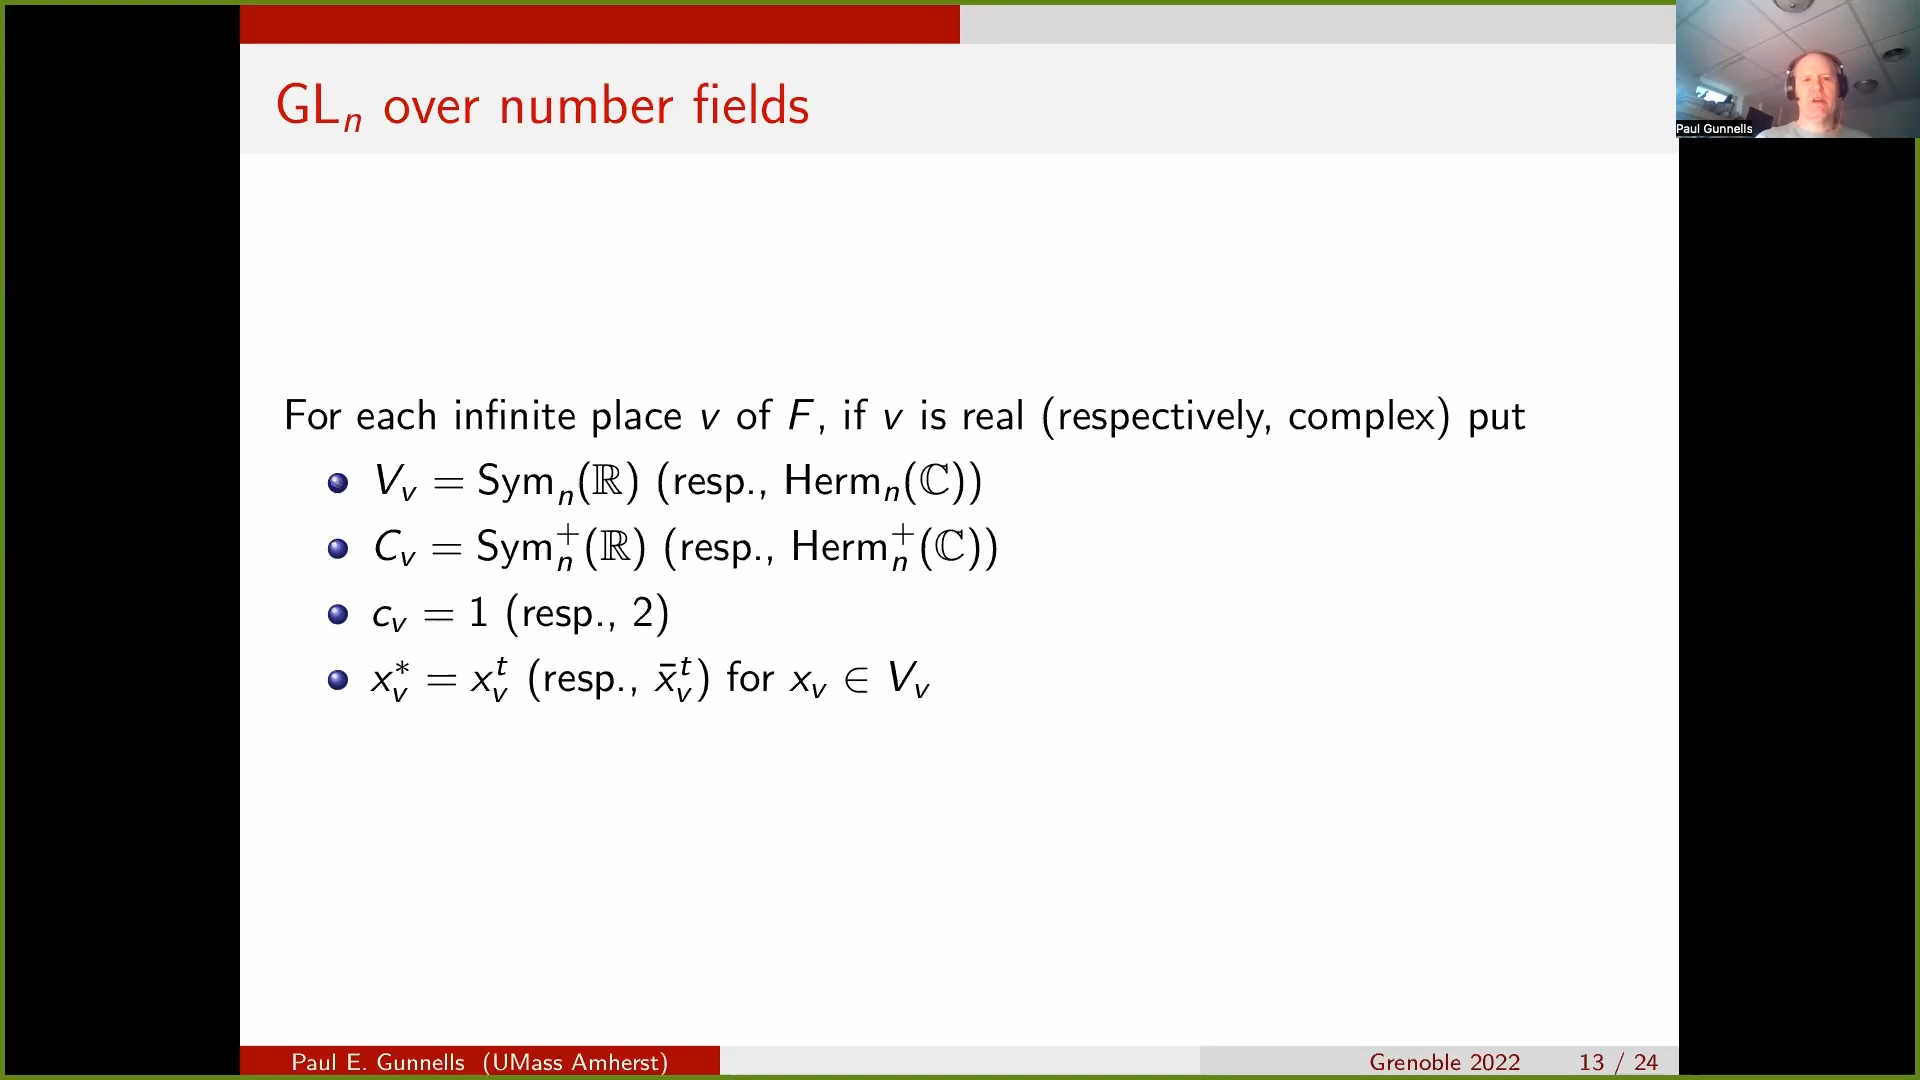 GLₙ over number fields
Paul Gunnells
For each infinite place v of F, if v is real (respectively, complex) put
V_v = Sym_n(ℝ) (resp., Herm_n(ℂ))
C_v = Sym_n^+(ℝ) (resp., Herm_n^+(ℂ))
c_v = 1 (resp., 2)
x_v^* = x_v^t (resp., x̄_v^t) for x_v ∈ V_v
Paul E. Gunnells (UMass Amherst) Grenoble 2022 13 / 24